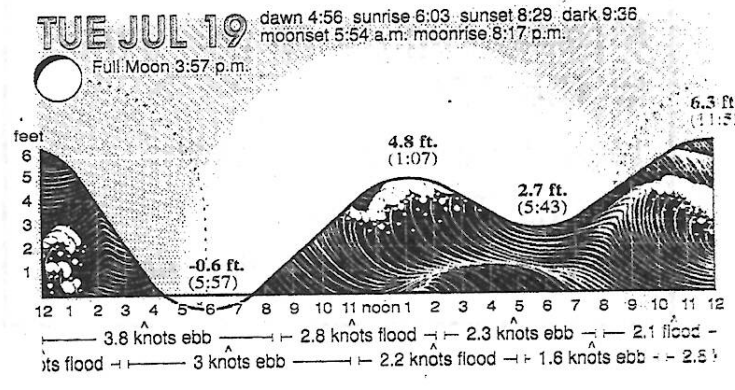 TUE JUL 19
dawn 4:56 sunrise 6:03 sunset 8:29 dark 9:36
moonset 5:54 a.m. moonrise 8:17 p.m.
Full Moon 3:57 p.m.
6.3 ft
4.8 ft.
(1:07)
2.7 ft.
(5:43)
-0.6 ft.
(5:57)
feet
6
5
4
3
2
1
12 1 2 3 4 5 6 7 8 9 10 11 noon 1 2 3 4 5 6 7 8 9 10 11 12
3.8 knots ebb 2.8 knots flood 2.3 knots ebb 2.1 flood
flood 3 knots ebb 2.2 knots flood 1.6 knots ebb